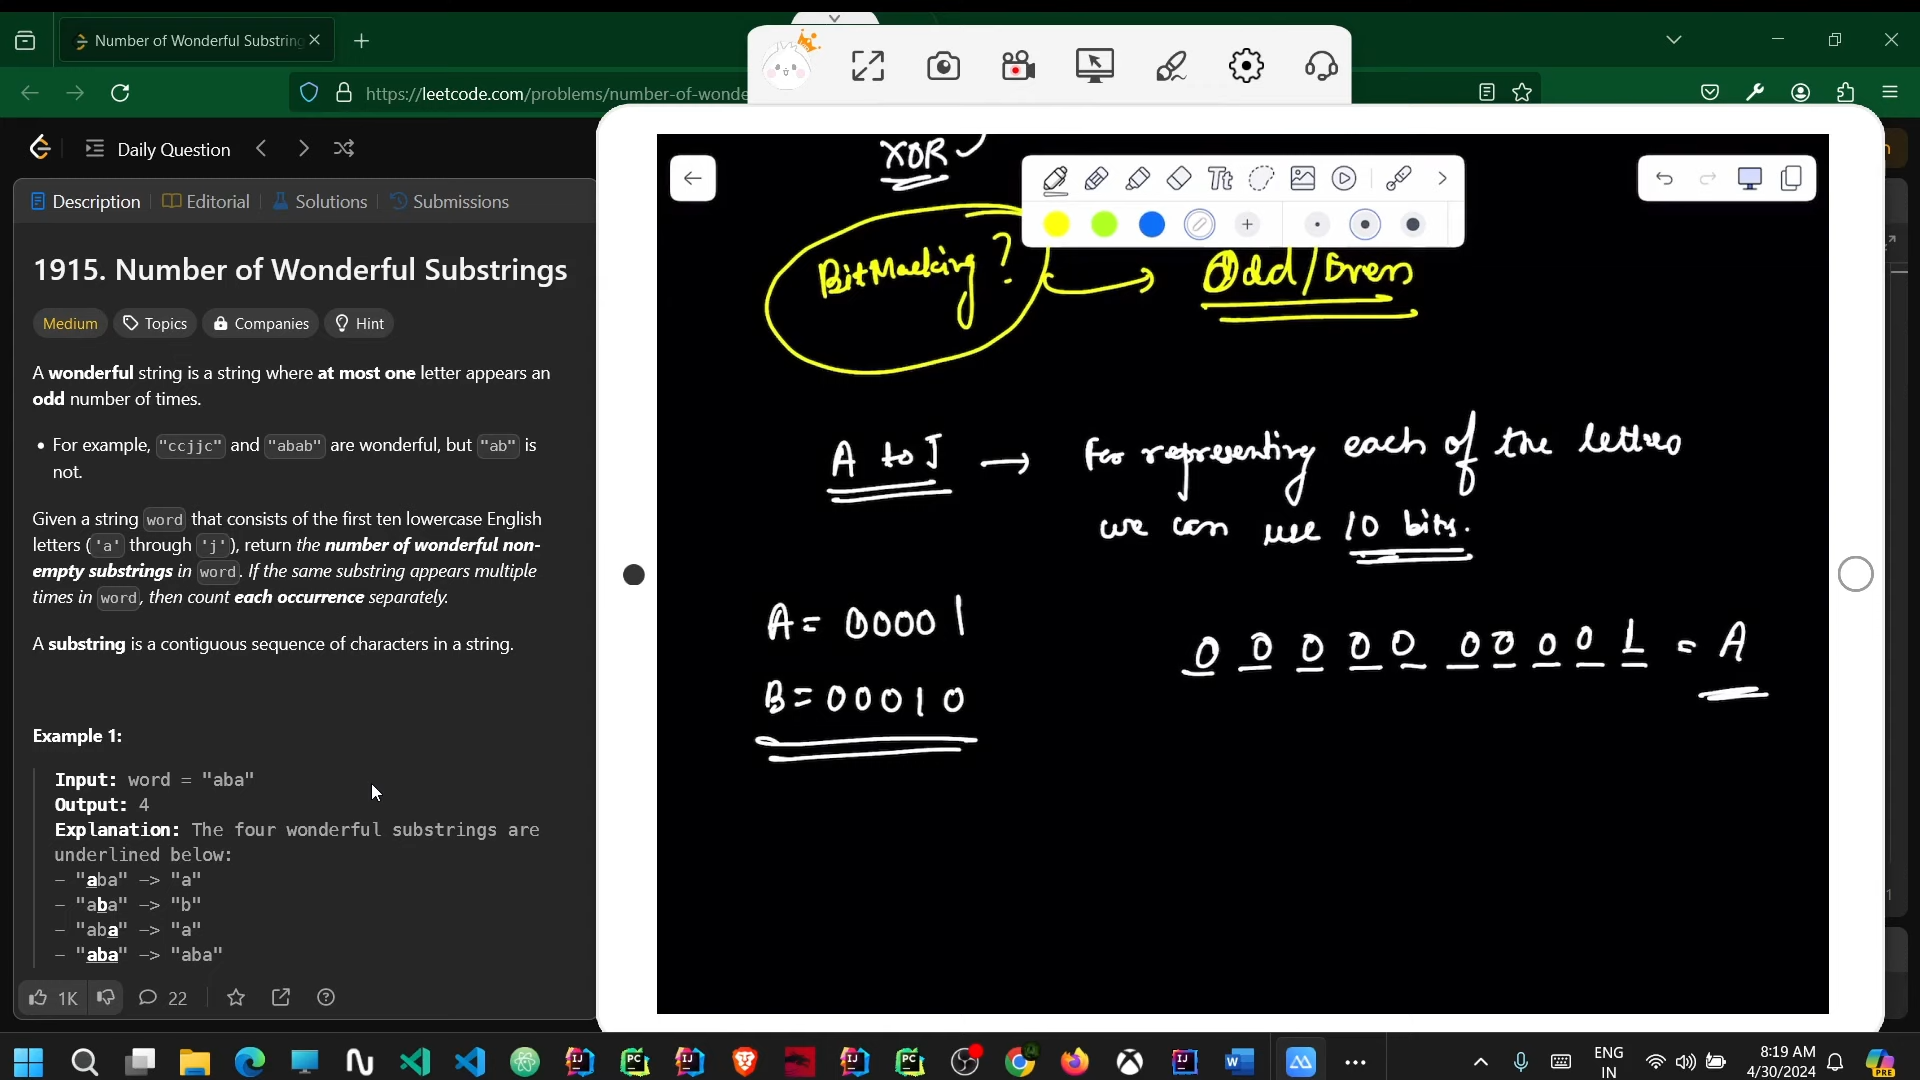 Number of Wonderful Substring
https://leetcode.com/problems/number-of-wonde
Daily Question
Description
Editorial
Solutions
Submissions
1915. Number of Wonderful Substrings
Medium
Topics
Companies
Hint
A wonderful string is a string where at most one letter appears an
odd number of times.
• For example, "ccjjc" and "abab" are wonderful, but "ab" is
not.
Given a string word that consists of the first ten lowercase English
letters ('a' through 'j'), return the number of wonderful non-
empty substrings in word. If the same substring appears multiple
times in word, then count each occurrence separately.
A substring is a contiguous sequence of characters in a string.
Example 1:
Input: word = "aba"
Output: 4
Explanation: The four wonderful substrings are
underlined below:
- "aba" -> "a"
- "aba" -> "b"
- "aba" -> "a"
- "aba" -> "aba"
1K
22
XOR
Tt
BitMasking ?
Odd/Even
A to J → For representing each of the letters
we can use 10 bits.
A = 00001
B = 00010
0 0 0 0 0 0 0 0 0 1 = A
ENG
IN
8:19 AM
4/30/2024
PRE